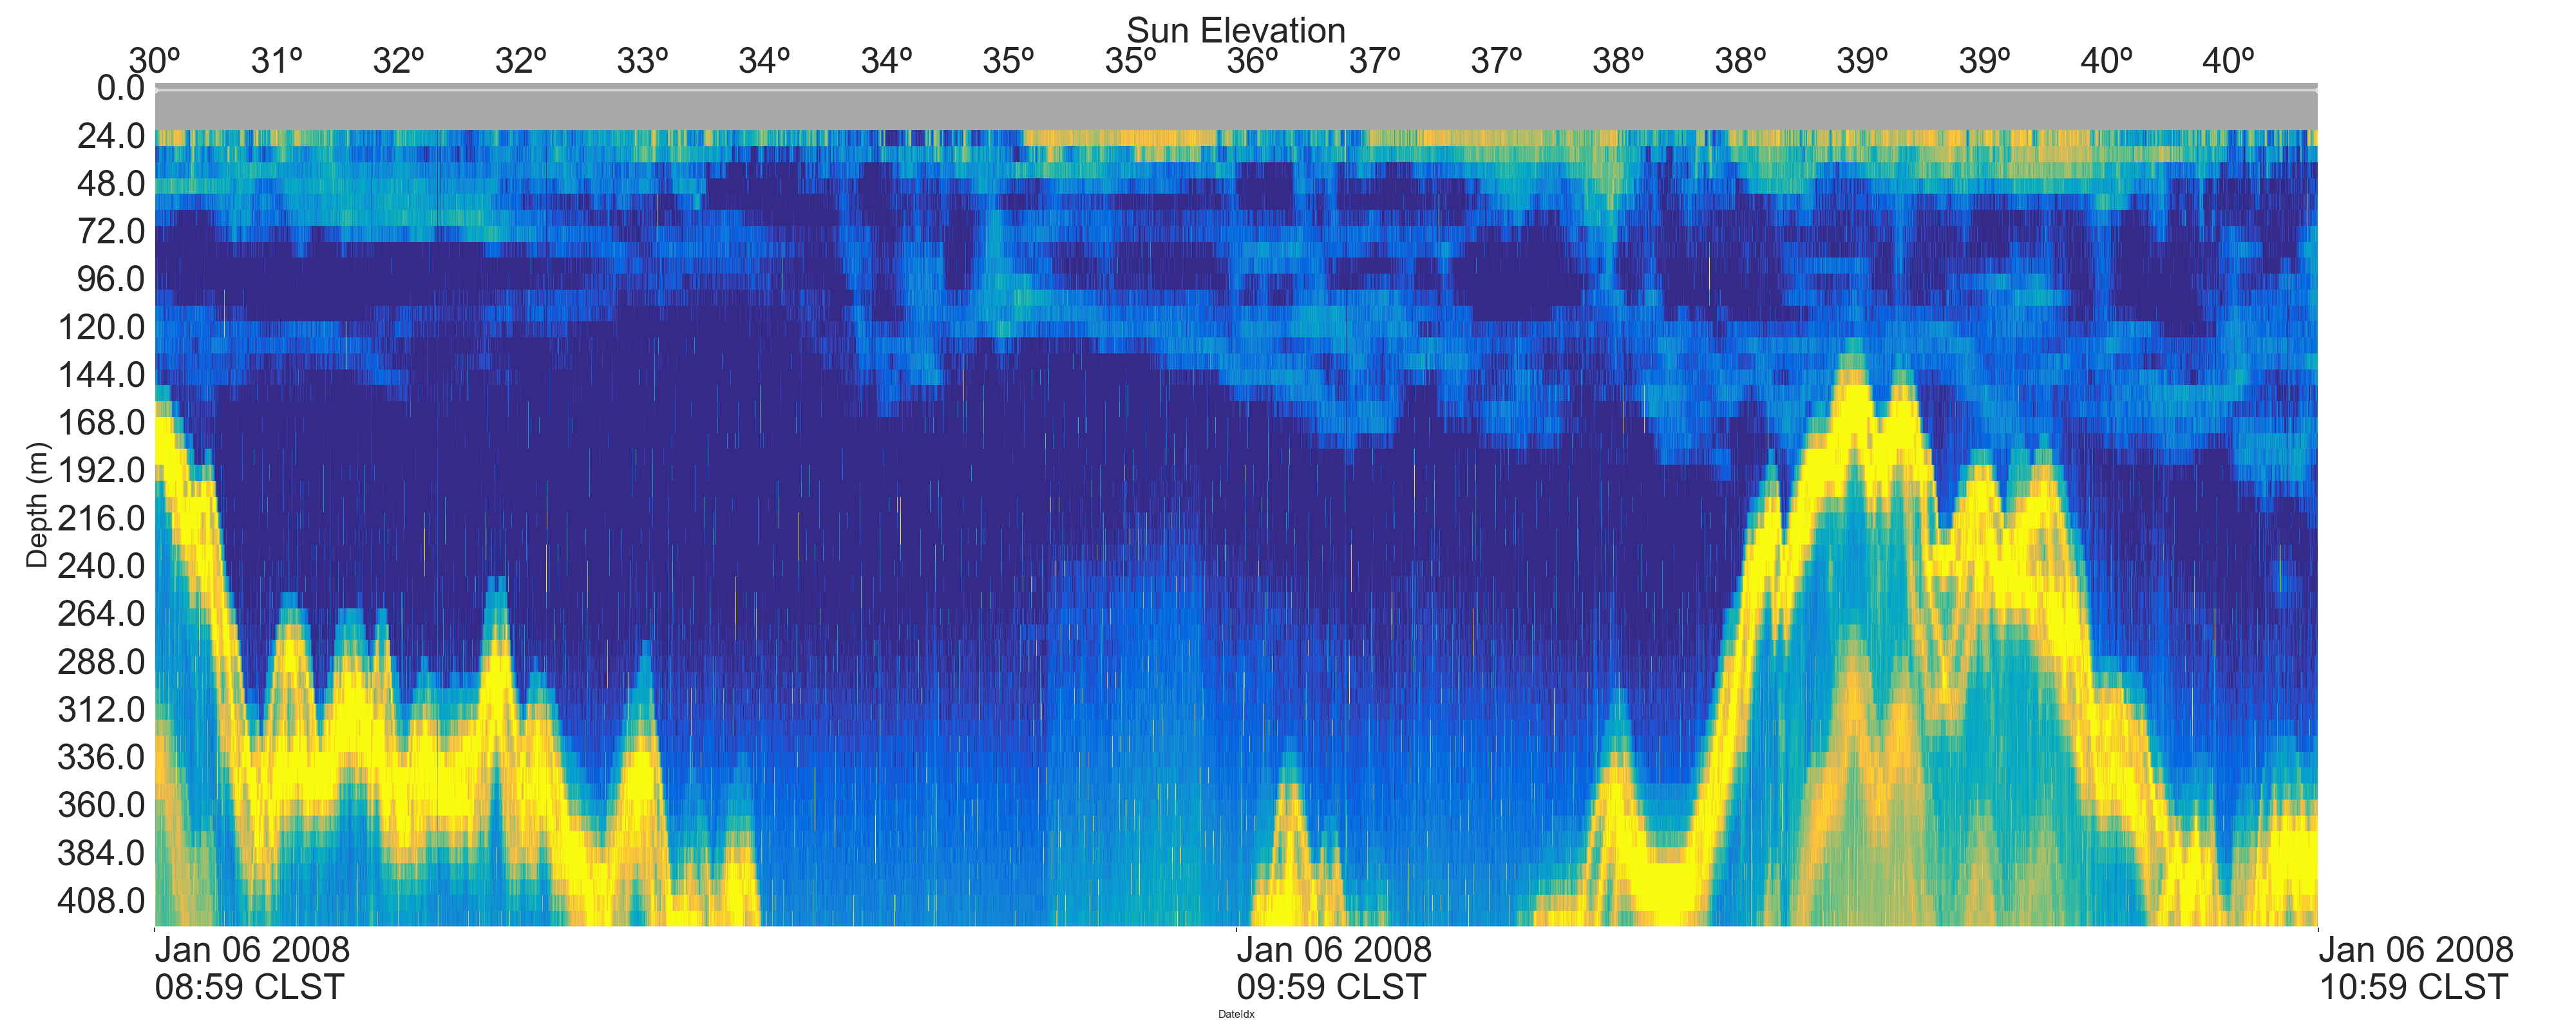 Sun Elevation
30º 31º 32º 32º 33º 34º 34º 35º 35º 36º 37º 37º 38º 38º 39º 39º 40º 40º
0.0
24.0
48.0
72.0
96.0
120.0
144.0
168.0
192.0
216.0
240.0
264.0
288.0
312.0
336.0
360.0
384.0
408.0
Depth (m)
Jan 06 2008
08:59 CLST
Jan 06 2008
09:59 CLST
Jan 06 2008
10:59 CLST
DateIdx